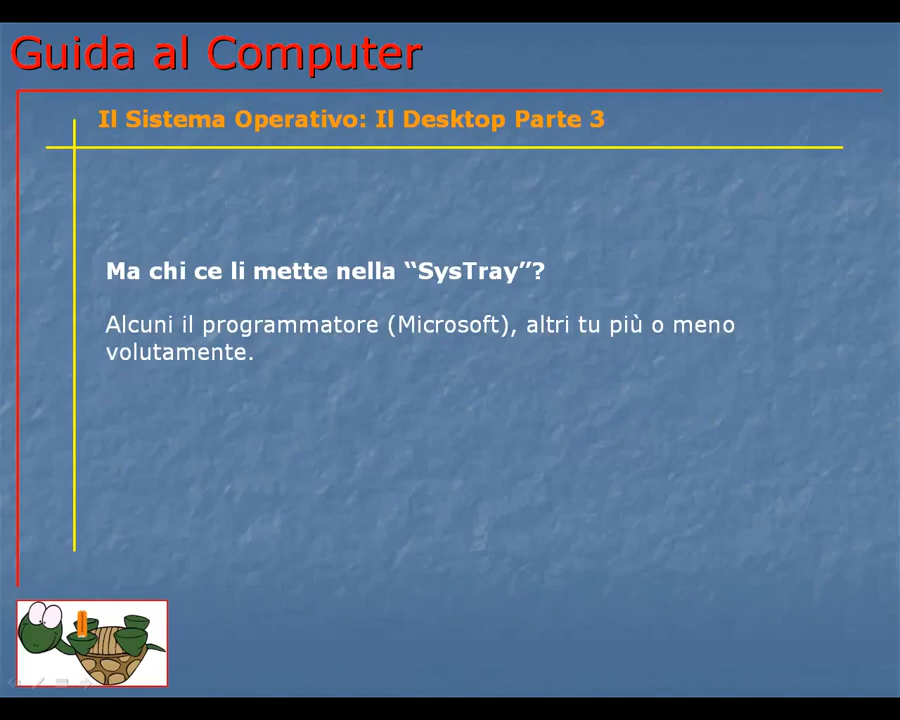 Guida al Computer
Il Sistema Operativo: Il Desktop Parte 3
Ma chi ce li mette nella “SysTray”?
Alcuni il programmatore (Microsoft), altri tu più o meno
volutamente.